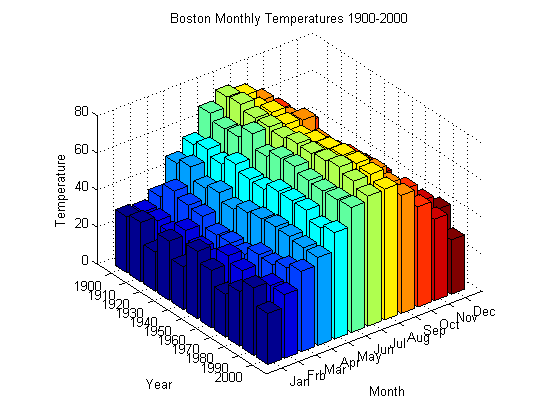 Boston Monthly Temperatures 1900-2000
80
60
40
20
0
Temperature
1900
1910
1920
1930
1940
1950
1960
1970
1980
1990
2000
Year
Jan
Frb
Mar
Apr
May
Jun
Jul
Aug
Sep
Oct
Nov
Dec
Month